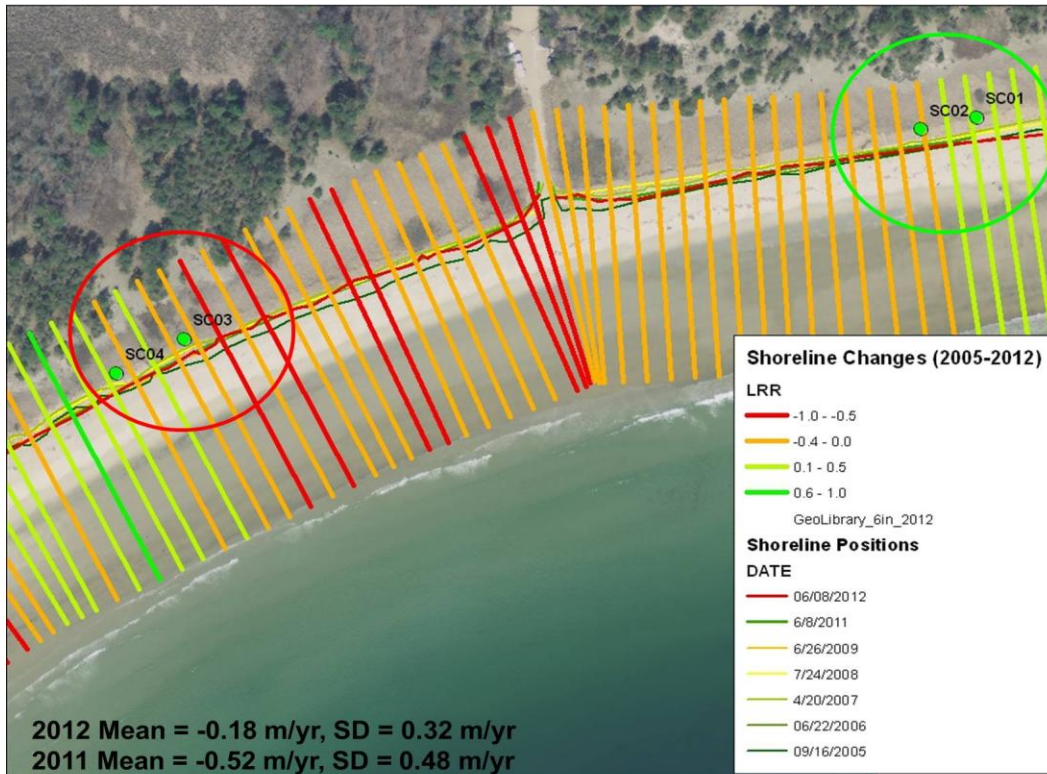 SC02
SC01
SC03
SC04
Shoreline Changes (2005-2012)
LRR
-1.0 - -0.5
-0.4 - 0.0
0.1 - 0.5
0.6 - 1.0
GeoLibrary_6in_2012
Shoreline Positions
DATE
06/08/2012
6/8/2011
6/26/2009
7/24/2008
4/20/2007
06/22/2006
09/16/2005
2012 Mean = -0.18 m/yr, SD = 0.32 m/yr
2011 Mean = -0.52 m/yr, SD = 0.48 m/yr